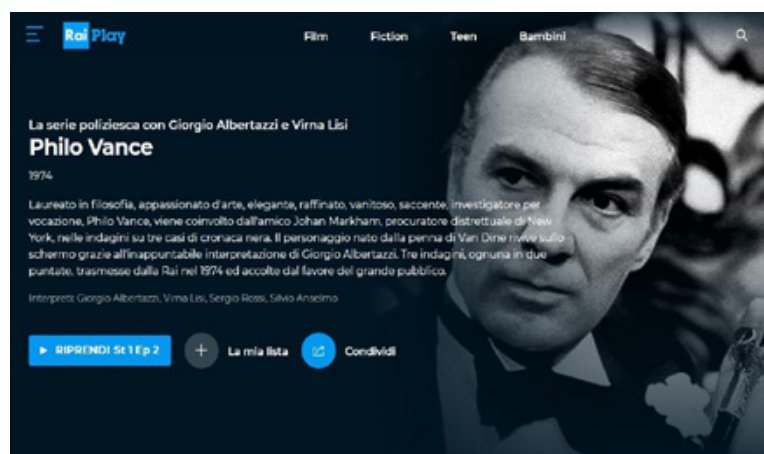 Rai Play
Film Fiction Teen Bambini
La serie poliziesca con Giorgio Albertazzi e Virna Lisi
Philo Vance
1974
Laureato in filosofia, appassionato d'arte, elegante, raffinato, vanitoso, saccente, investigatore per
vocazione, Philo Vance, viene coinvolto dall'amico Johan Markham, procuratore distrettuale di New
York, nelle indagini su tre casi di cronaca nera. Il personaggio nato dalla penna di Van Dine rivive sullo
schermo grazie all'inappuntabile interpretazione di Giorgio Albertazzi. Tre indagini, ognuna in due
puntate, trasmesse dalla Rai nel 1974 ed accolte dal favore del grande pubblico.
Interpreti: Giorgio Albertazzi, Virna Lisi, Sergio Rossi, Silvio Anselmo
RIPRENDI St 1 Ep 2 La mia lista Condividi